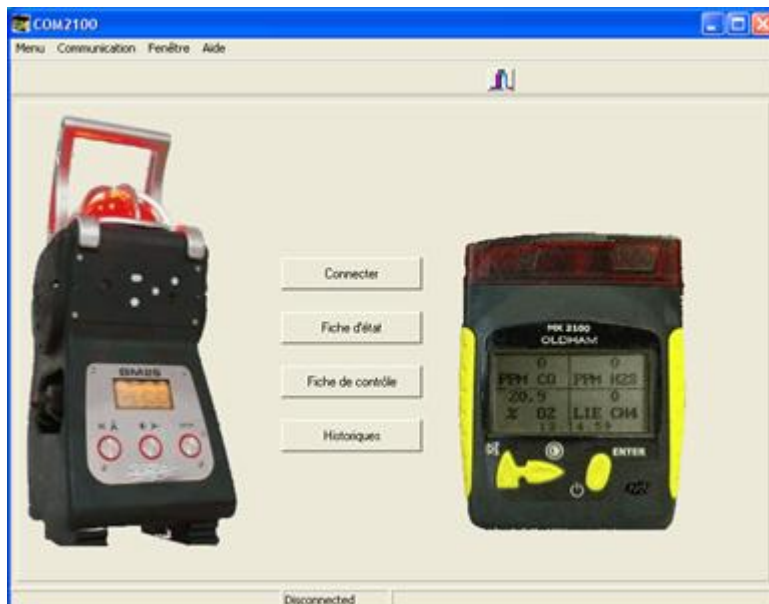 COM2100
Menu Communication Fenêtre Aide
Connecter
Fiche d'état
Fiche de contrôle
Historiques
BM25
MX 2100
OLDHAM
0 0
PPM CO PPM H2S
20.9 0
% O2 LIE CH4
ENTER
Disconnected